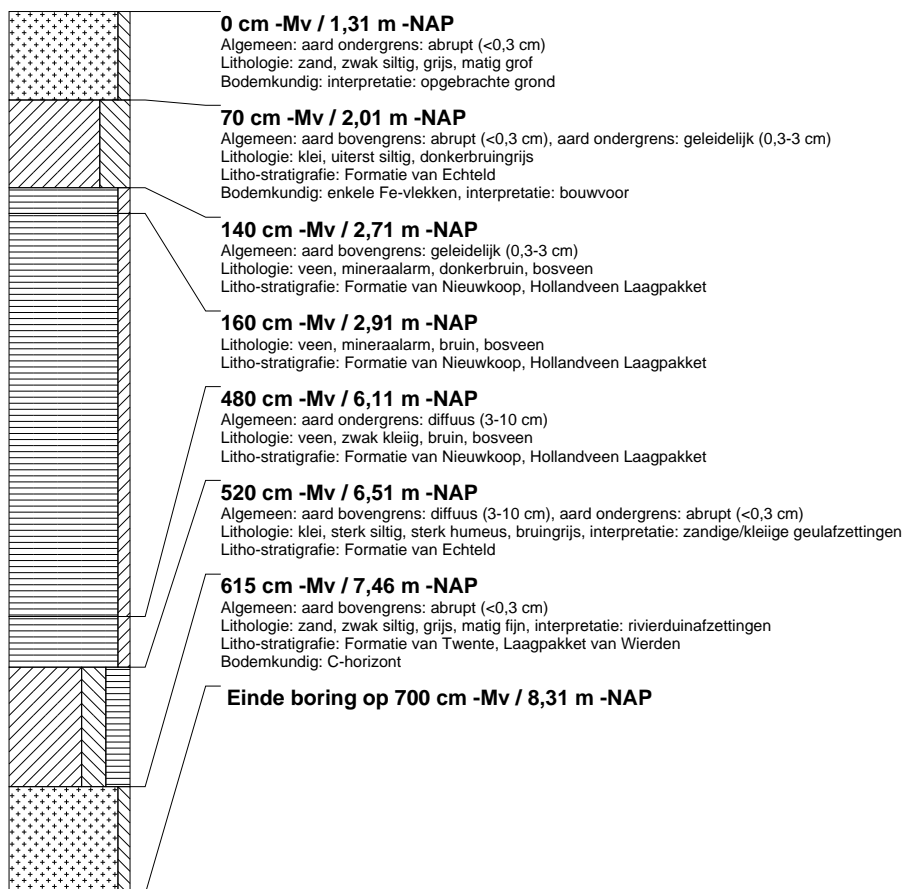 0 cm -Mv / 1,31 m -NAP
Algemeen: aard ondergrens: abrupt (<0,3 cm)
Lithologie: zand, zwak siltig, grijs, matig grof
Bodemkundig: interpretatie: opgebrachte grond
70 cm -Mv / 2,01 m -NAP
Algemeen: aard bovengrens: abrupt (<0,3 cm), aard ondergrens: geleidelijk (0,3-3 cm)
Lithologie: klei, uiterst siltig, donkerbruingrijs
Litho-stratigrafie: Formatie van Echteld
Bodemkundig: enkele Fe-vlekken, interpretatie: bouwvoor
140 cm -Mv / 2,71 m -NAP
Algemeen: aard bovengrens: geleidelijk (0,3-3 cm)
Lithologie: veen, mineraalarm, donkerbruin, bosveen
Litho-stratigrafie: Formatie van Nieuwkoop, Hollandveen Laagpakket
160 cm -Mv / 2,91 m -NAP
Lithologie: veen, mineraalarm, bruin, bosveen
Litho-stratigrafie: Formatie van Nieuwkoop, Hollandveen Laagpakket
480 cm -Mv / 6,11 m -NAP
Algemeen: aard ondergrens: diffuus (3-10 cm)
Lithologie: veen, zwak kleiig, bruin, bosveen
Litho-stratigrafie: Formatie van Nieuwkoop, Hollandveen Laagpakket
520 cm -Mv / 6,51 m -NAP
Algemeen: aard bovengrens: diffuus (3-10 cm), aard ondergrens: abrupt (<0,3 cm)
Lithologie: klei, sterk siltig, sterk humeus, bruingrijs, interpretatie: zandige/kleiige geulafzettingen
Litho-stratigrafie: Formatie van Echteld
615 cm -Mv / 7,46 m -NAP
Algemeen: aard bovengrens: abrupt (<0,3 cm)
Lithologie: zand, zwak siltig, grijs, matig fijn, interpretatie: rivierduinafzettingen
Litho-stratigrafie: Formatie van Twente, Laagpakket van Wierden
Bodemkundig: C-horizont
Einde boring op 700 cm -Mv / 8,31 m -NAP